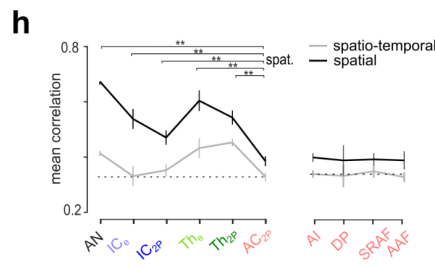 h
0.8
0.2
mean correlation
**
**
**
** spat.
**
spatio-temporal
spatial
AN
ICe
IC2P
The
Th2P
AC2P
AI
DP
SRAF
AAF